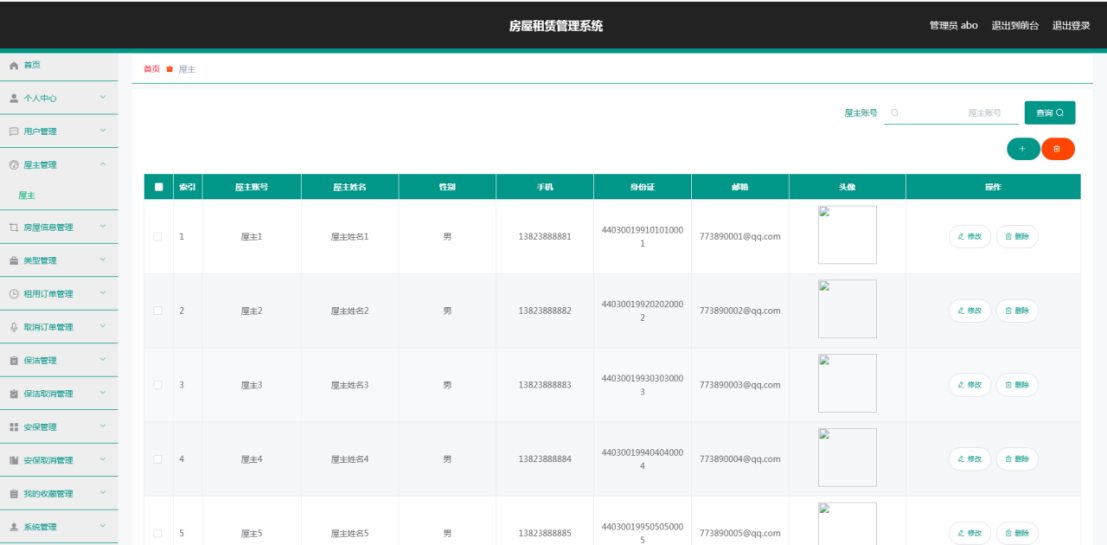 房屋租赁管理系统
管理员 abo 退出到前台 退出登录
首页
个人中心
用户管理
屋主管理
屋主
房屋信息管理
类型管理
租用订单管理
取消订单管理
保洁管理
保洁取消管理
安保管理
安保取消管理
我的收藏管理
系统管理
首页 屋主
屋主账号 屋主账号 查询
+
索引 屋主账号 屋主姓名 性别 手机 身份证 邮箱 头像 操作
1 屋主1 屋主姓名1 男 13823888881 44030019910101000 773890001@qq.com 修改 删除
1
2 屋主2 屋主姓名2 男 13823888882 44030019920202000 773890002@qq.com 修改 删除
2
3 屋主3 屋主姓名3 男 13823888883 44030019930303000 773890003@qq.com 修改 删除
3
4 屋主4 屋主姓名4 男 13823888884 44030019940404000 773890004@qq.com 修改 删除
4
5 屋主5 屋主姓名5 男 13823888885 44030019950505000 773890005@qq.com 修改 删除
5